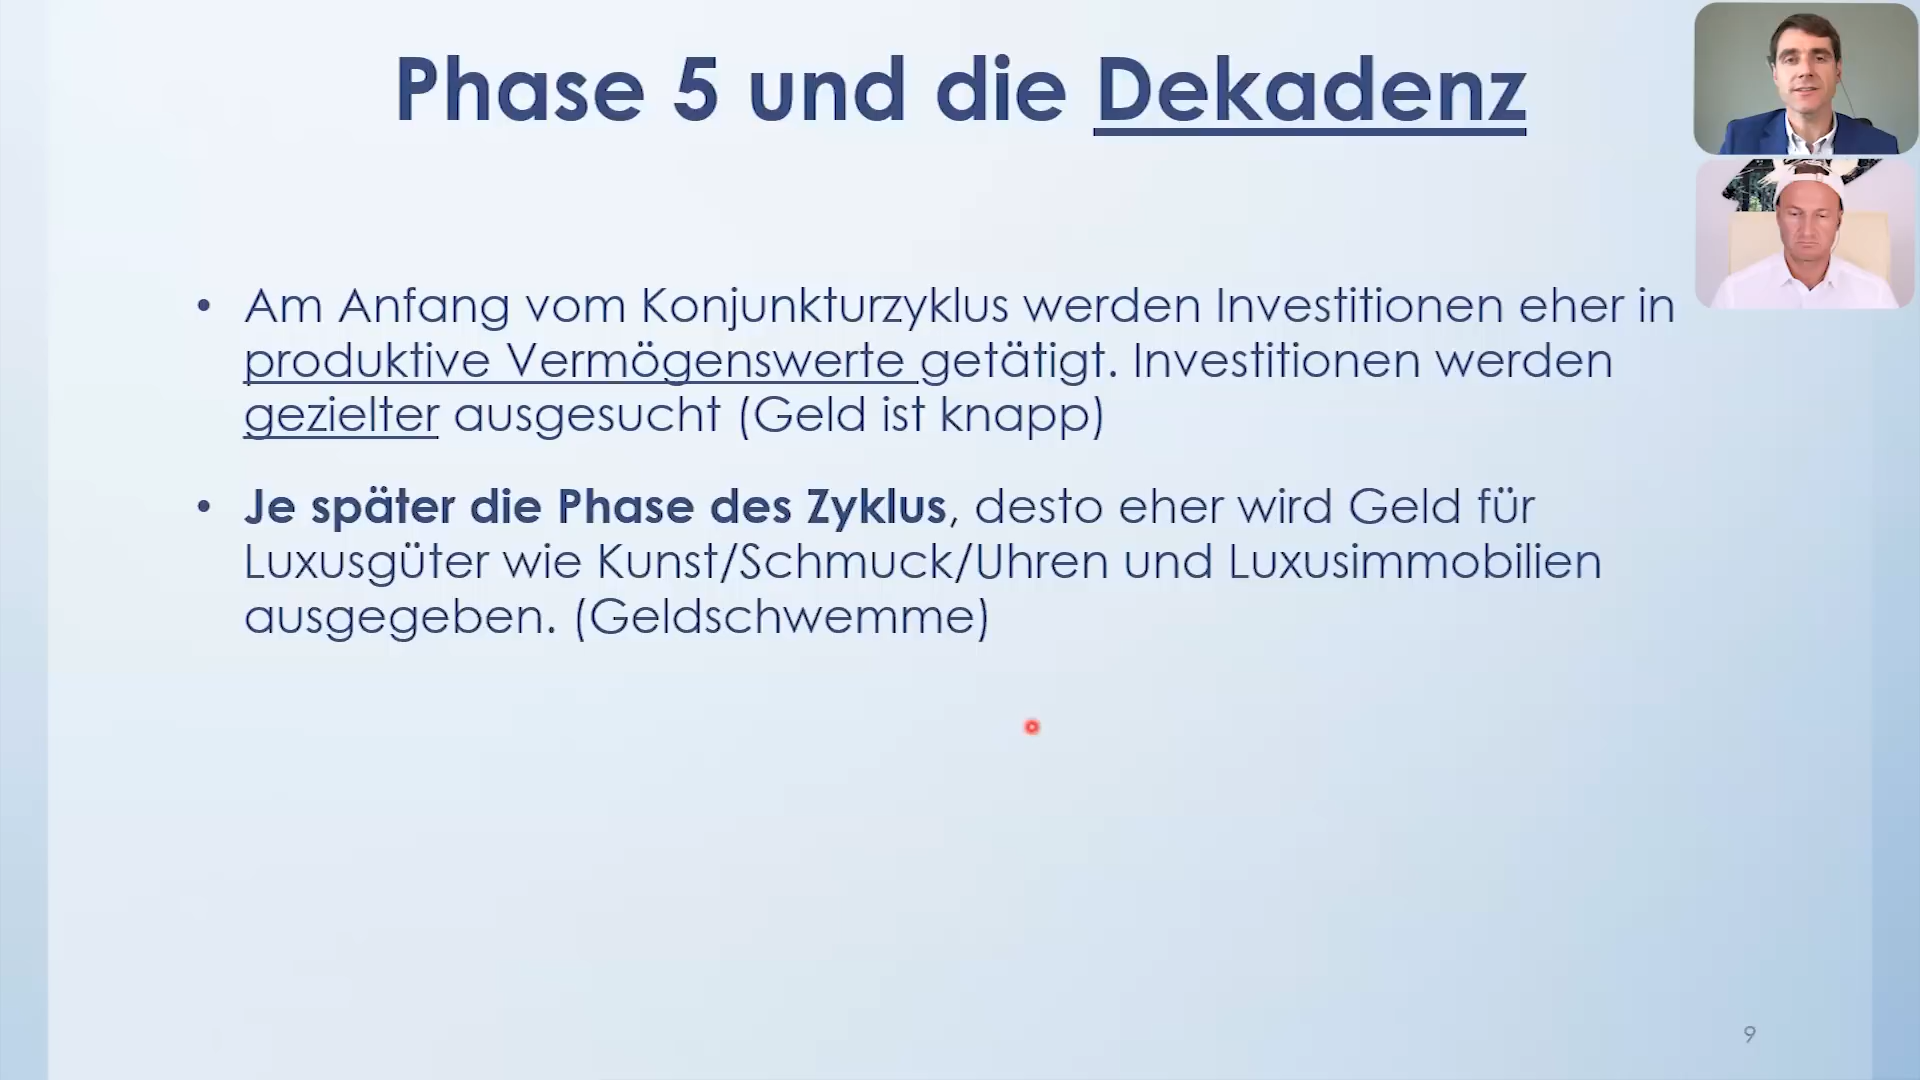 Phase 5 und die Dekadenz
• Am Anfang vom Konjunkturzyklus werden Investitionen eher in
produktive Vermögenswerte getätigt. Investitionen werden
gezielter ausgesucht (Geld ist knapp)
• Je später die Phase des Zyklus, desto eher wird Geld für
Luxusgüter wie Kunst/Schmuck/Uhren und Luxusimmobilien
ausgegeben. (Geldschwemme)
9